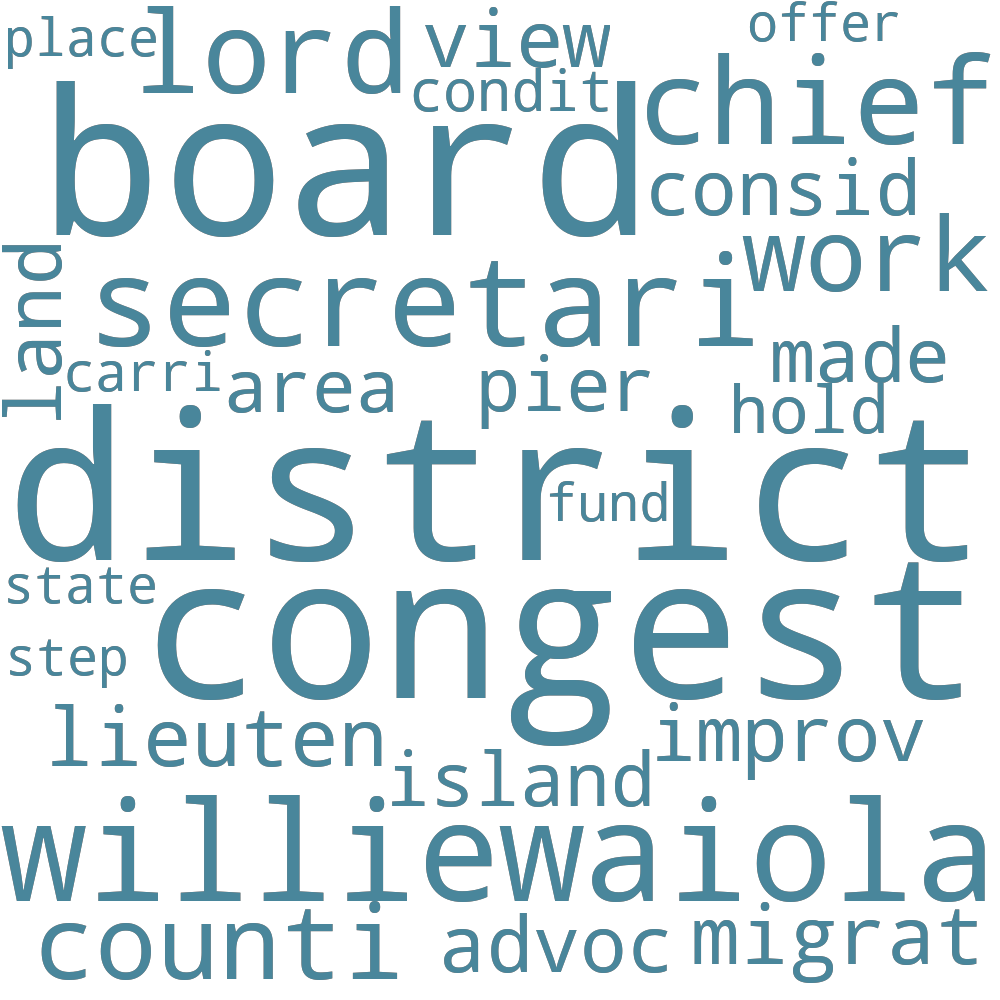 place lord view offer
condit chief
board consid
land secretari work
carri area pier made
hold
district
fund
state congest
step
lieuten improv
island
williewaiola
counti advoc migrat